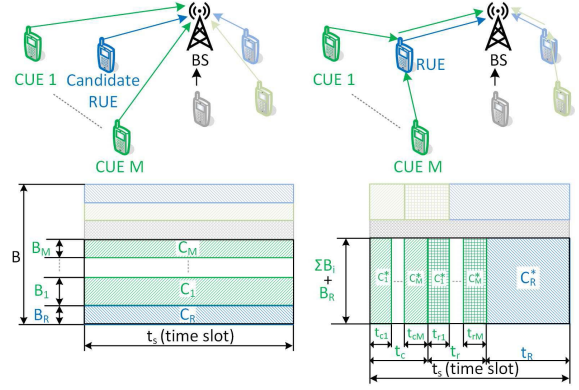 BS
CUE 1
Candidate
RUE
CUE M
BS
RUE
CUE 1
CUE M
B
B_M
B_1
B_R
C_M
C_1
C_R
t_s (time slot)
ΣB_i
+
B_R
C_1^*
C_M^*
C_1^*
C_M^*
C_R^*
t_c1
t_cM
t_r1
t_rM
t_c
t_r
t_R
t_s (time slot)